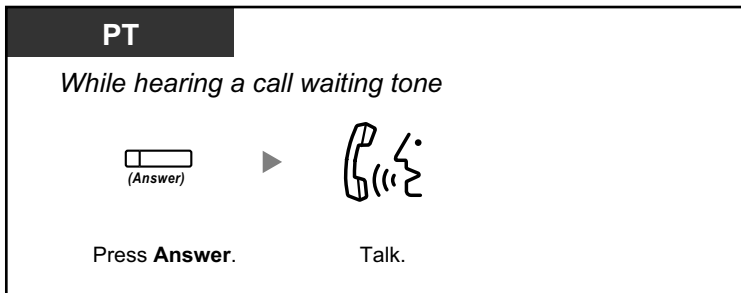 PT
While hearing a call waiting tone
(Answer)
Press Answer.
Talk.